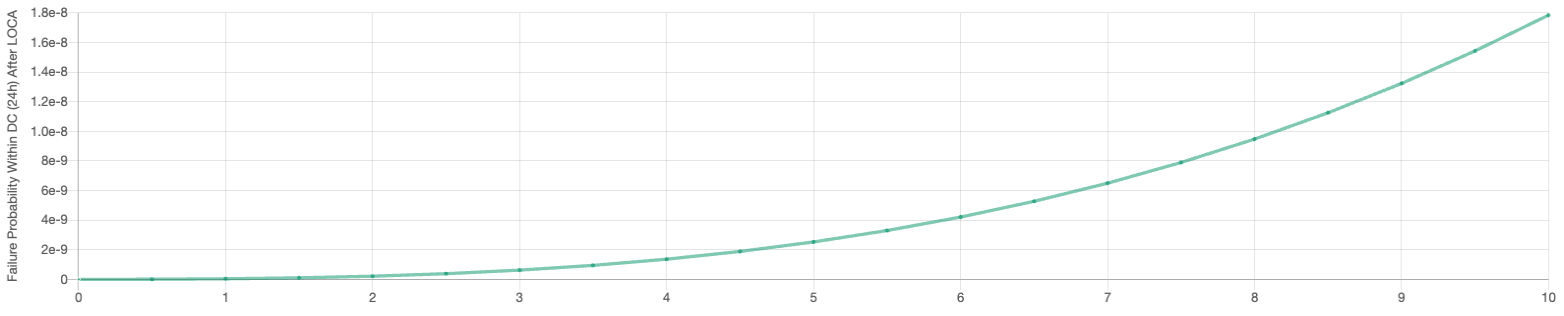 Failure Probability Within DC (24h) After LOCA
1.8e-8
1.6e-8
1.4e-8
1.2e-8
1.0e-8
8e-9
6e-9
4e-9
2e-9
0
0 1 2 3 4 5 6 7 8 9 10